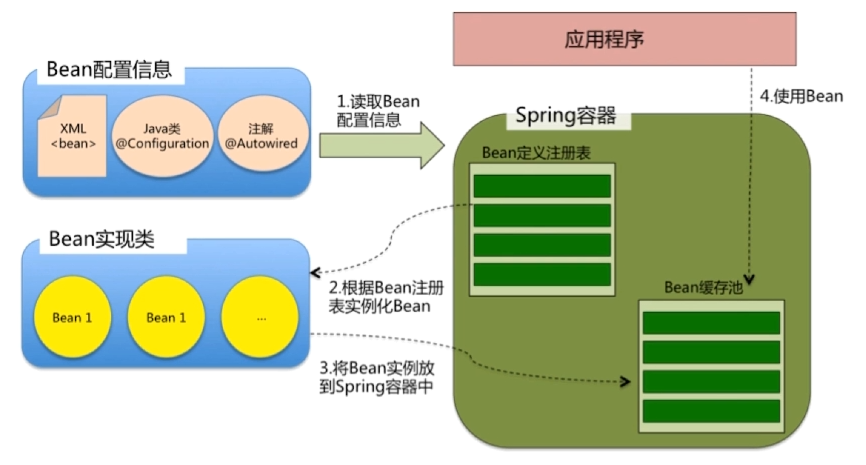 应用程序
Bean配置信息
XML
<bean>
Java类
@Configuration
注解
@Autowired
1.读取Bean
配置信息
4.使用Bean
Spring容器
Bean定义注册表
Bean实现类
Bean 1
Bean 1
...
2.根据Bean注册
表实例化Bean
Bean缓存池
3.将Bean实例放
到Spring容器中